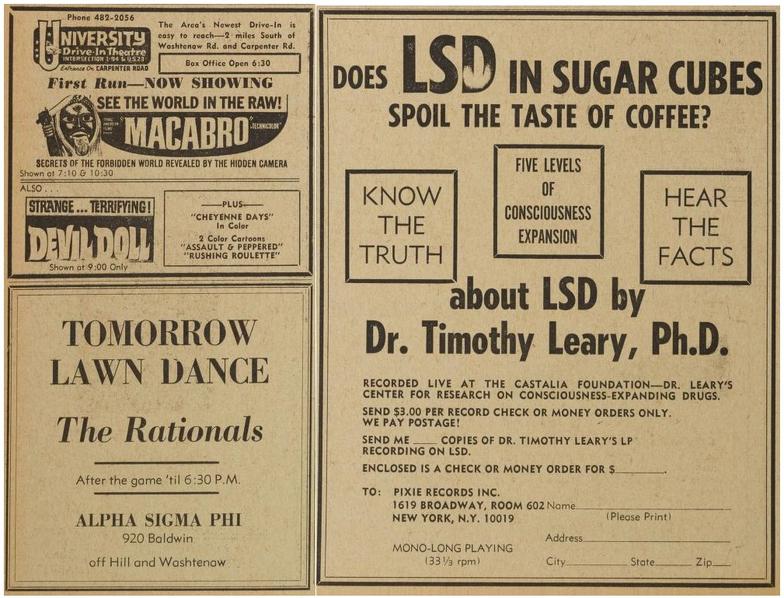 Phone 482-2056
UNIVERSITY
Drive-In Theatre
INTERSECTION I-94 & U.S. 23
Entrance On CARPENTER ROAD
The Area's Newest Drive-In is
easy to reach—2 miles South of
Washtenaw Rd. and Carpenter Rd.
Box Office Open 6:30
First Run—NOW SHOWING
SEE THE WORLD IN THE RAW!
"MACABRO"
TECHNICOLOR
SECRETS OF THE FORBIDDEN WORLD REVEALED BY THE HIDDEN CAMERA
Shown at 7:10 & 10:30
ALSO . . .
STRANGE ... TERRIFYING!
DEVIL DOLL
Shown at 9:00 Only
—PLUS—
"CHEYENNE DAYS"
In Color
2 Color Cartoons
"ASSAULT & PEPPERED"
"RUSHING ROULETTE"
TOMORROW
LAWN DANCE
The Rationals
After the game 'til 6:30 P.M.
ALPHA SIGMA PHI
920 Baldwin
off Hill and Washtenaw
DOES LSD IN SUGAR CUBES
SPOIL THE TASTE OF COFFEE?
KNOW
THE
TRUTH
FIVE LEVELS
OF
CONSCIOUSNESS
EXPANSION
HEAR
THE
FACTS
about LSD by
Dr. Timothy Leary, Ph.D.
RECORDED LIVE AT THE CASTALIA FOUNDATION—DR. LEARY'S
CENTER FOR RESEARCH ON CONSCIOUSNESS-EXPANDING DRUGS.
SEND $3.00 PER RECORD CHECK OR MONEY ORDERS ONLY.
WE PAY POSTAGE!
SEND ME ____ COPIES OF DR. TIMOTHY LEARY'S LP
RECORDING ON LSD.
ENCLOSED IS A CHECK OR MONEY ORDER FOR $________.
TO: PIXIE RECORDS INC.
1619 BROADWAY, ROOM 602
NEW YORK, N.Y. 10019
Name____________________
(Please Print)
Address____________________
City______ State______ Zip____
MONO-LONG PLAYING
(33 1/3 rpm)